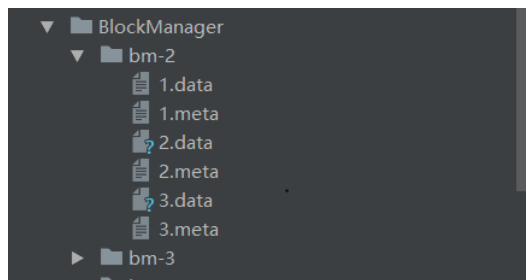 BlockManager
bm-2
1.data
1.meta
2.data
2.meta
3.data
3.meta
bm-3